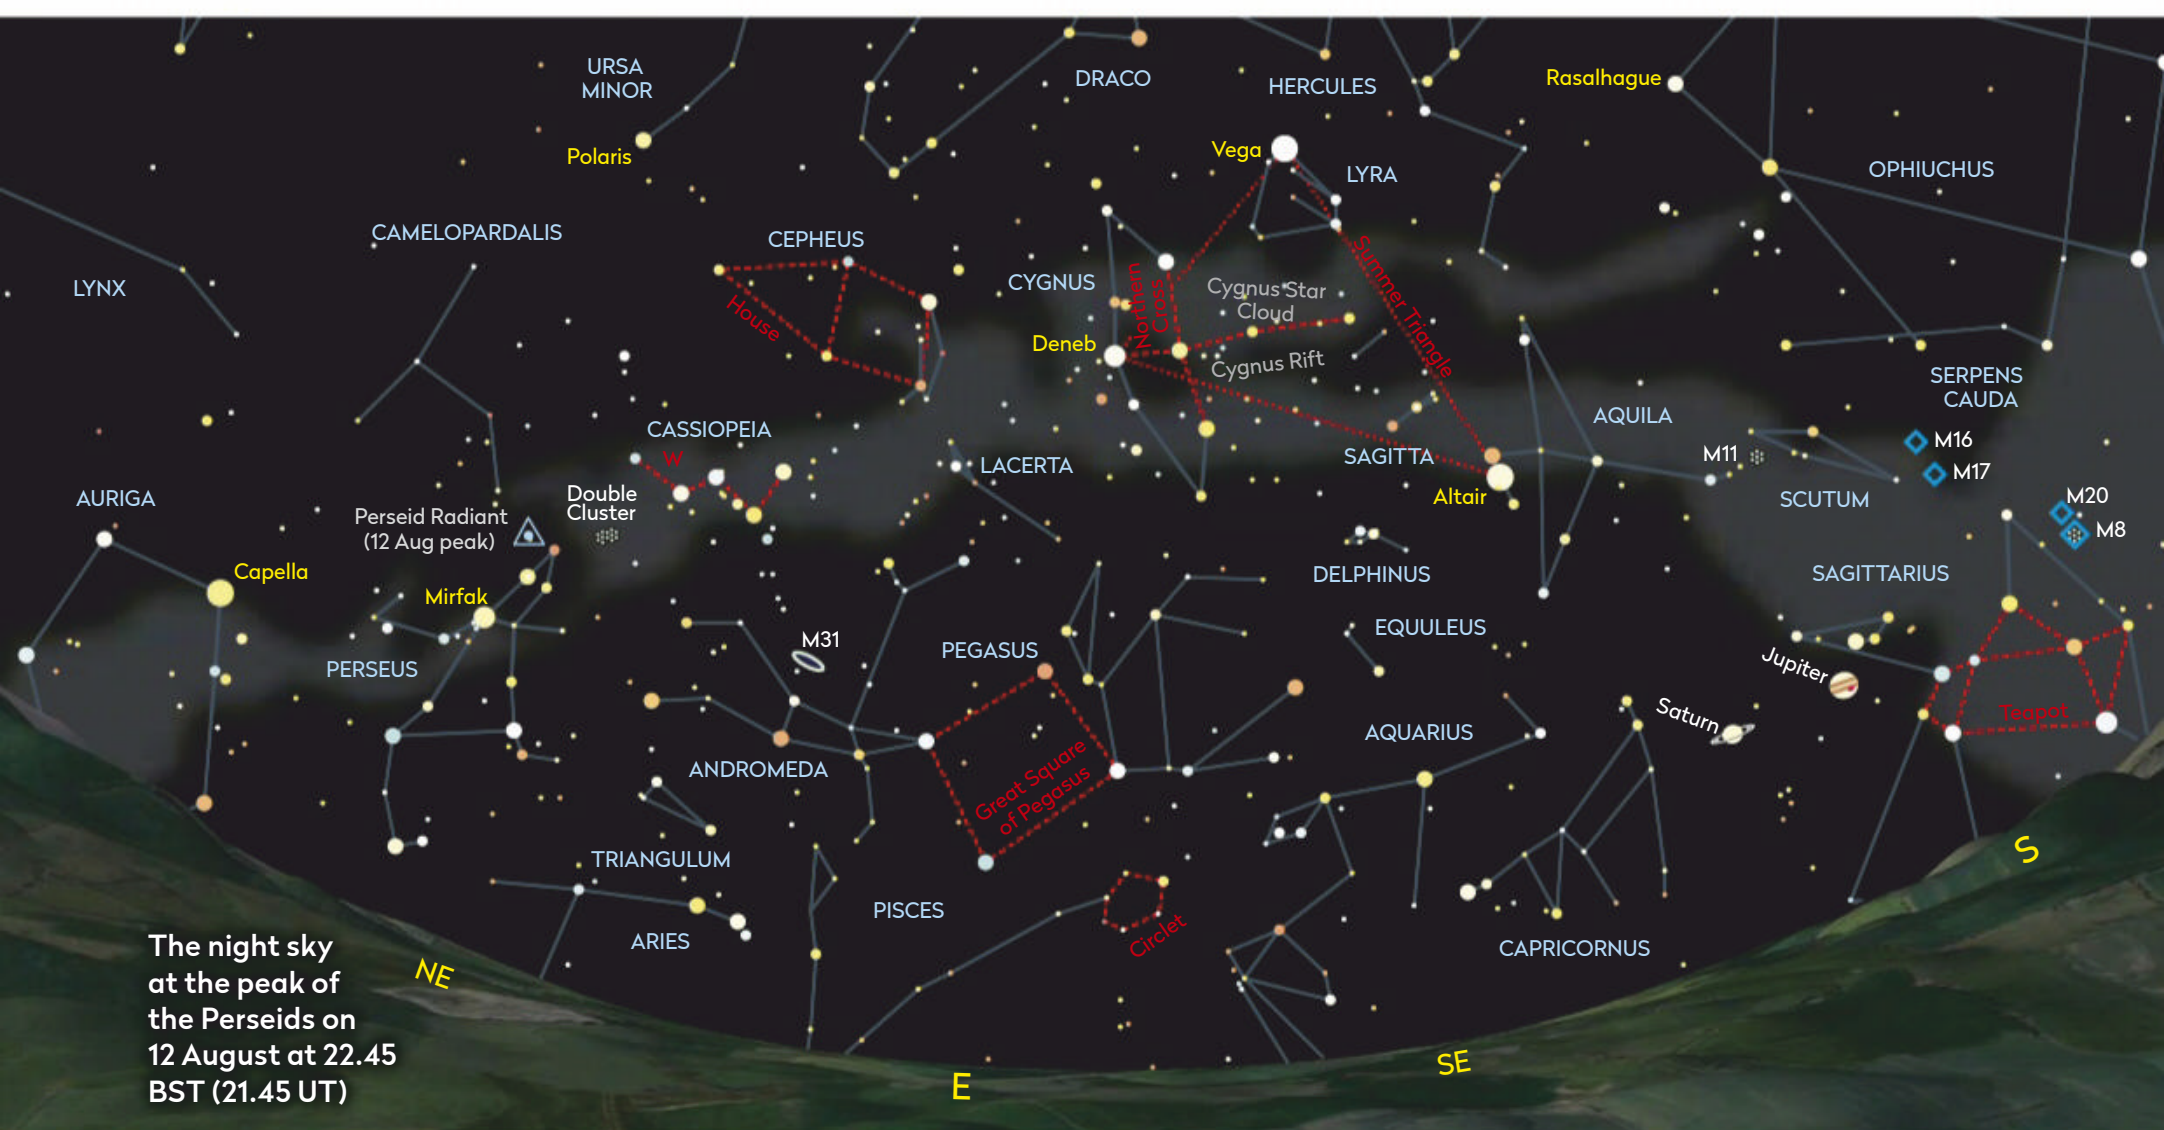 URSA
MINOR
DRACO
HERCULES
Rasalhague
Polaris
Vega
LYRA
OPHIUCHUS
CAMELOPARDALIS
CEPHEUS
LYNX
House
CYGNUS
Northern
Cross
Cygnus Star
Cloud
Summer Triangle
Deneb
Cygnus Rift
SERPENS
CAUDA
CASSIOPEIA
W
AQUILA
LACERTA
SAGITTA
M11
M16
M17
AURIGA
Double
Cluster
Altair
SCUTUM
M20
M8
Perseid Radiant
(12 Aug peak)
Capella
Mirfak
DELPHINUS
SAGITTARIUS
M31
PEGASUS
EQUULEUS
PERSEUS
Jupiter
Saturn
Teapot
ANDROMEDA
Great Square
of Pegasus
AQUARIUS
TRIANGULUM
S
PISCES
ARIES
Circlet
CAPRICORNUS
The night sky
at the peak of
the Perseids on
12 August at 22.45
BST (21.45 UT)
NE
E
SE